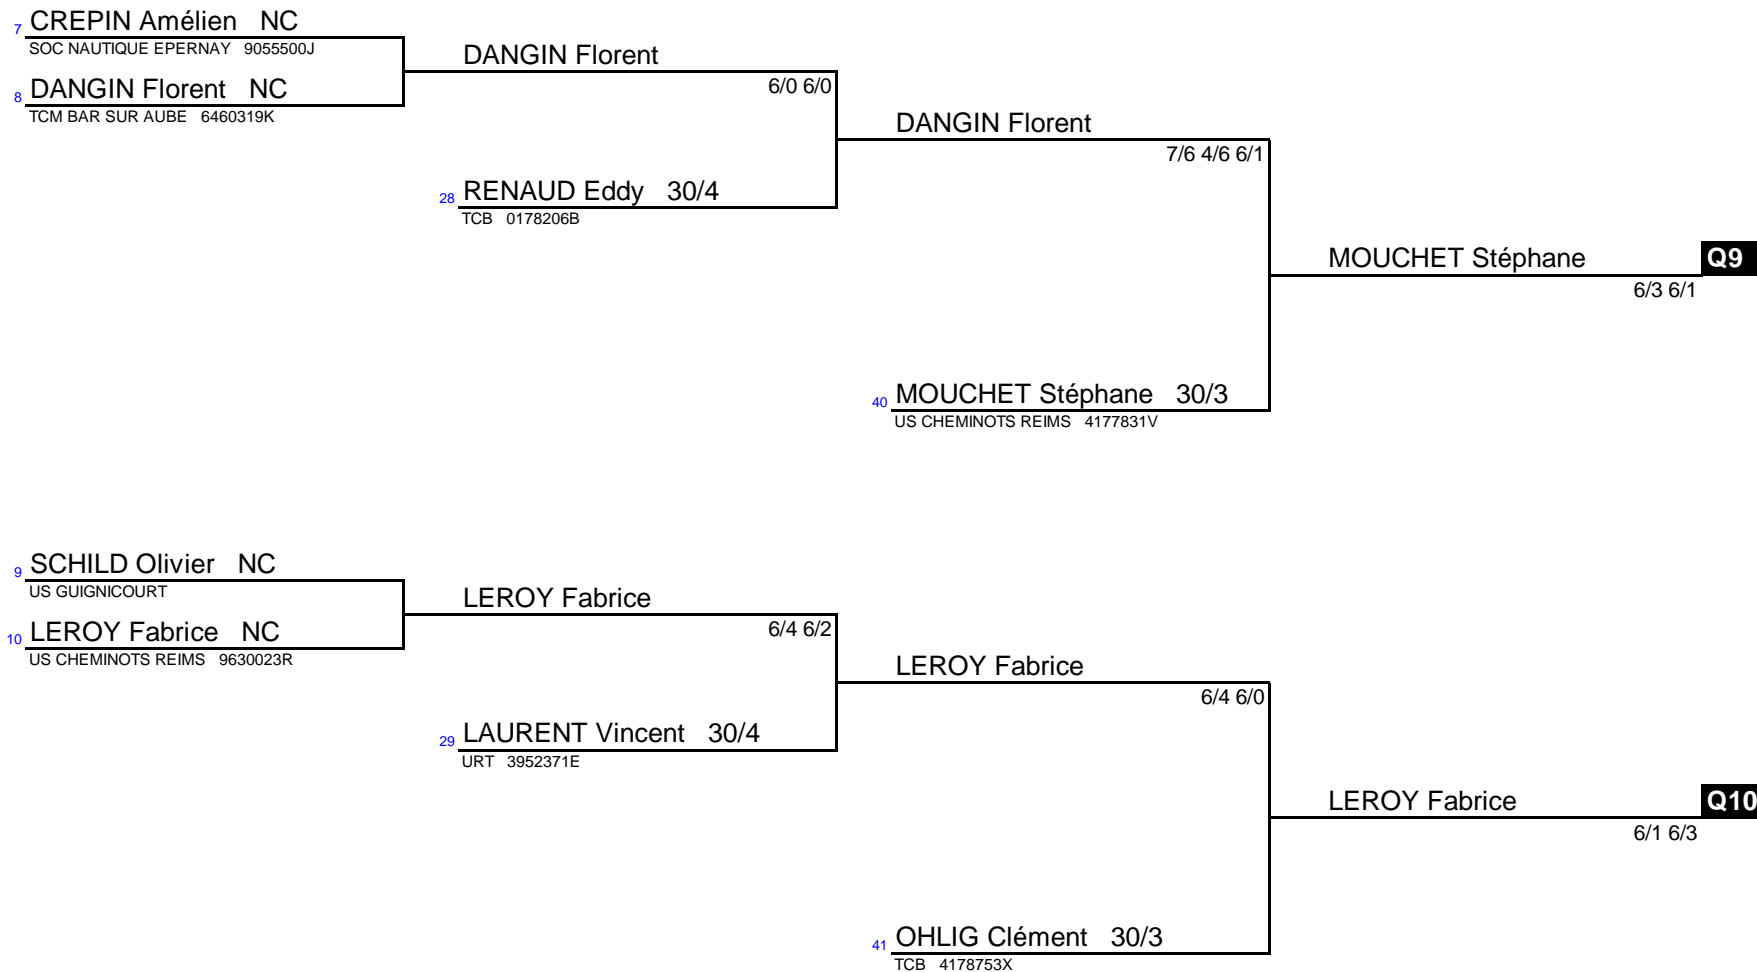 7 CREPIN Amélien NC
SOC NAUTIQUE EPERNAY 9055500J
DANGIN Florent
6/0 6/0
8 DANGIN Florent NC
TCM BAR SUR AUBE 6460319K
DANGIN Florent
7/6 4/6 6/1
28 RENAUD Eddy 30/4
TCB 0178206B
MOUCHET Stéphane Q9
6/3 6/1
40 MOUCHET Stéphane 30/3
US CHEMINOTS REIMS 4177831V
9 SCHILD Olivier NC
US GUIGNICOURT
LEROY Fabrice
6/4 6/2
10 LEROY Fabrice NC
US CHEMINOTS REIMS 9630023R
LEROY Fabrice
6/4 6/0
29 LAURENT Vincent 30/4
URT 3952371E
LEROY Fabrice Q10
6/1 6/3
41 OHLIG Clément 30/3
TCB 4178753X